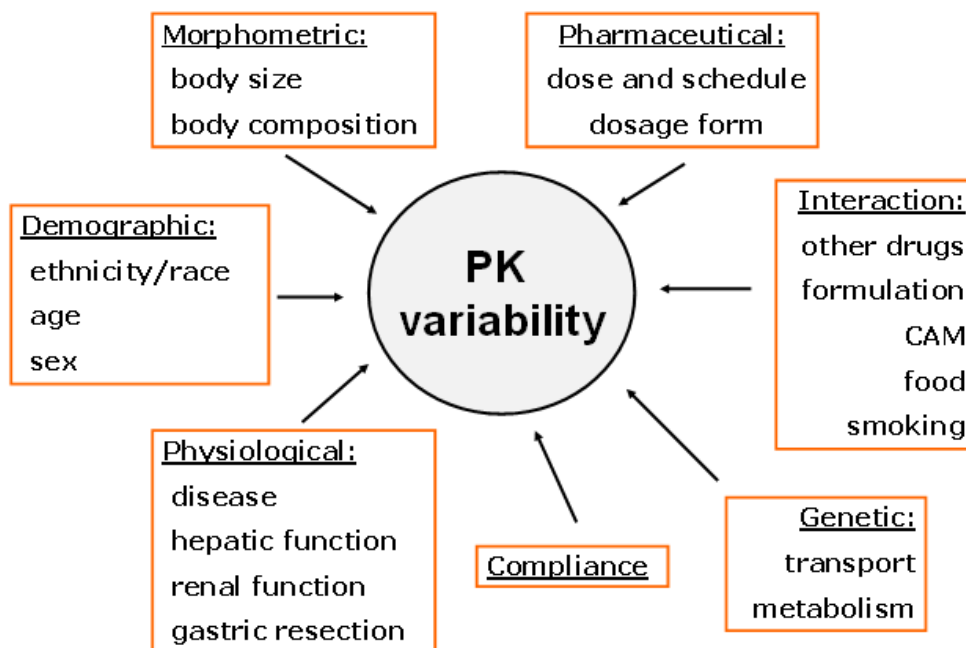 Morphometric:
body size
body composition
Pharmaceutical:
dose and schedule
dosage form
Demographic:
ethnicity/race
age
sex
PK
variability
Interaction:
other drugs
formulation
CAM
food
smoking
Physiological:
disease
hepatic function
renal function
gastric resection
Compliance
Genetic:
transport
metabolism